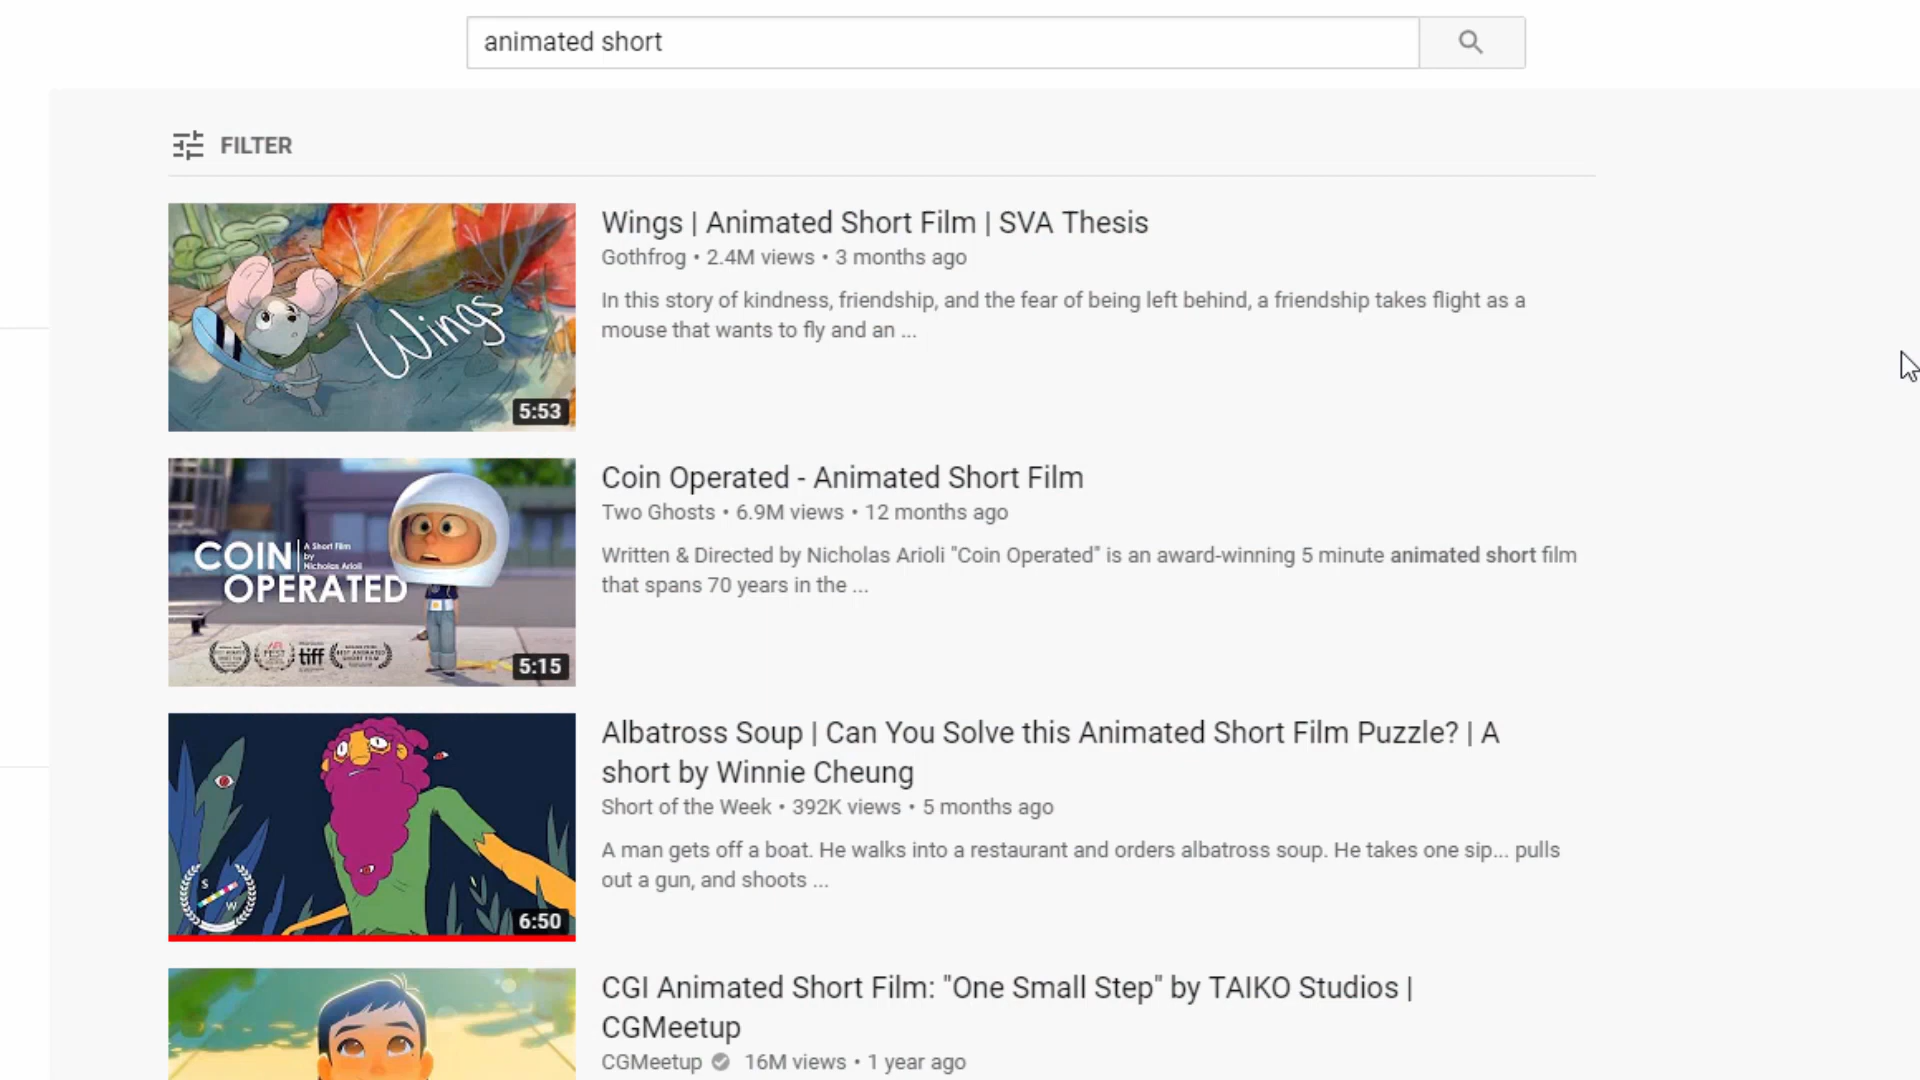 animated short
FILTER
Wings | Animated Short Film | SVA Thesis
Gothfrog • 2.4M views • 3 months ago
In this story of kindness, friendship, and the fear of being left behind, a friendship takes flight as a
mouse that wants to fly and an ...
Wings
5:53
Coin Operated - Animated Short Film
Two Ghosts • 6.9M views • 12 months ago
Written & Directed by Nicholas Arioli "Coin Operated" is an award-winning 5 minute animated short film
that spans 70 years in the ...
COIN
OPERATED
A Short Film
by
Nicholas Arioli
FEST
tiff
5:15
Albatross Soup | Can You Solve this Animated Short Film Puzzle? | A
short by Winnie Cheung
Short of the Week • 392K views • 5 months ago
A man gets off a boat. He walks into a restaurant and orders albatross soup. He takes one sip... pulls
out a gun, and shoots ...
S
W
6:50
CGI Animated Short Film: "One Small Step" by TAIKO Studios |
CGMeetup
CGMeetup 16M views • 1 year ago